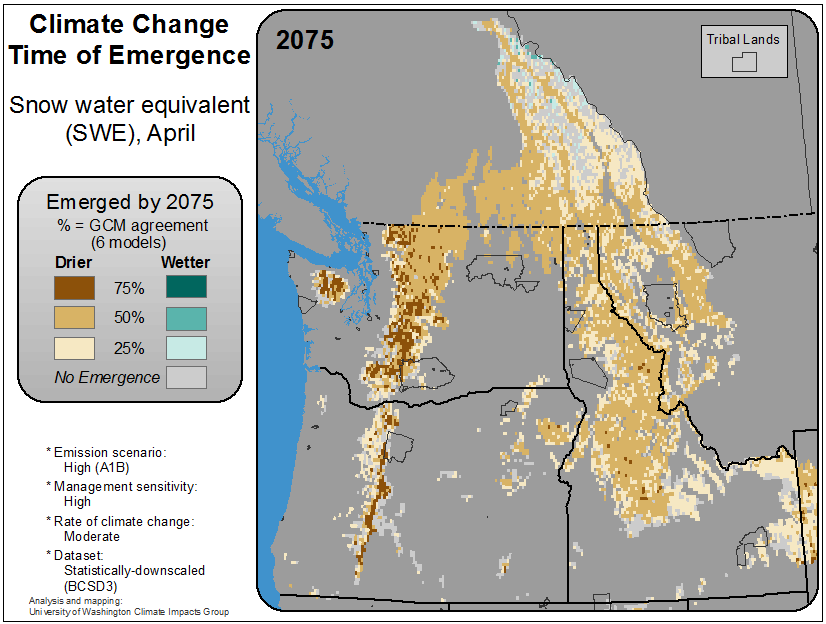 Climate Change
Time of Emergence
Snow water equivalent
(SWE), April
Emerged by 2075
% = GCM agreement
(6 models)
Drier Wetter
75%
50%
25%
No Emergence
* Emission scenario:
High (A1B)
* Management sensitivity:
High
* Rate of climate change:
Moderate
* Dataset:
Statistically-downscaled
(BCSD3)
Analysis and mapping:
University of Washington Climate Impacts Group
2075
Tribal Lands